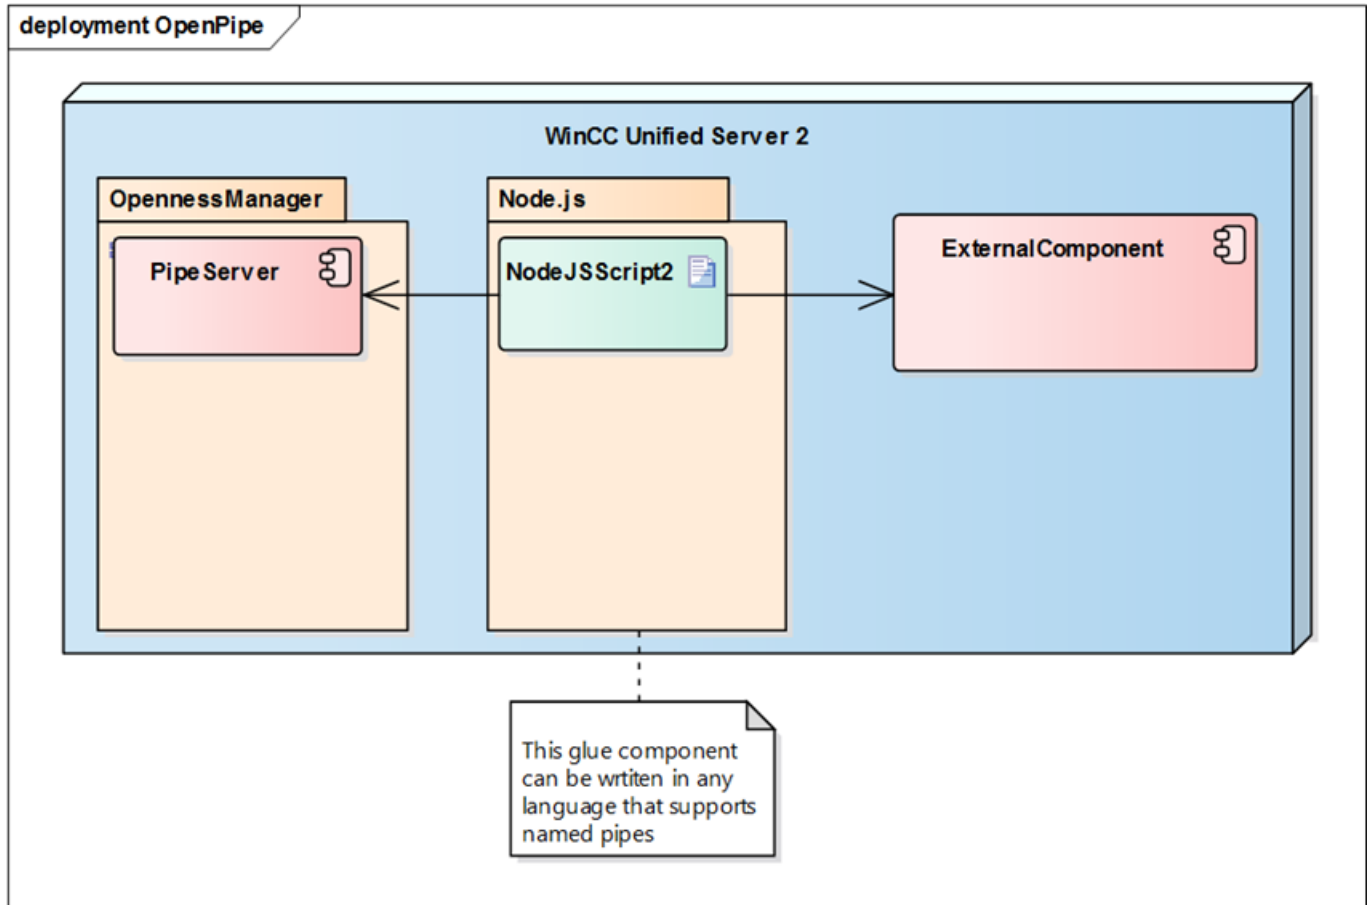 deployment OpenPipe
WinCC Unified Server 2
OpennessManager
Node.js
PipeServer
NodeJSScript2
ExternalComponent
This glue component
can be wrtiten in any
language that supports
named pipes